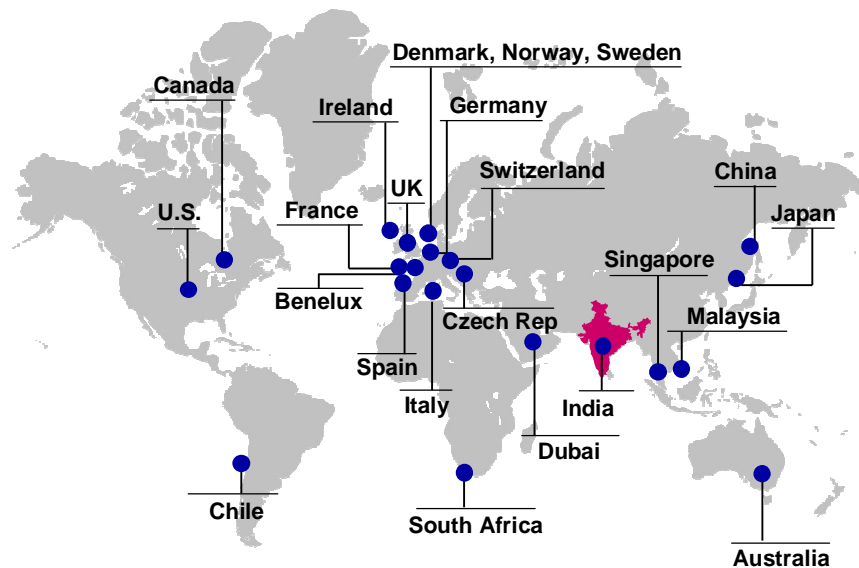 Denmark, Norway, Sweden
Canada
Ireland
Germany
Switzerland
China
UK
U.S.
France
Japan
Singapore
Benelux
Czech Rep
Malaysia
Spain
Italy
India
Dubai
Chile
South Africa
Australia